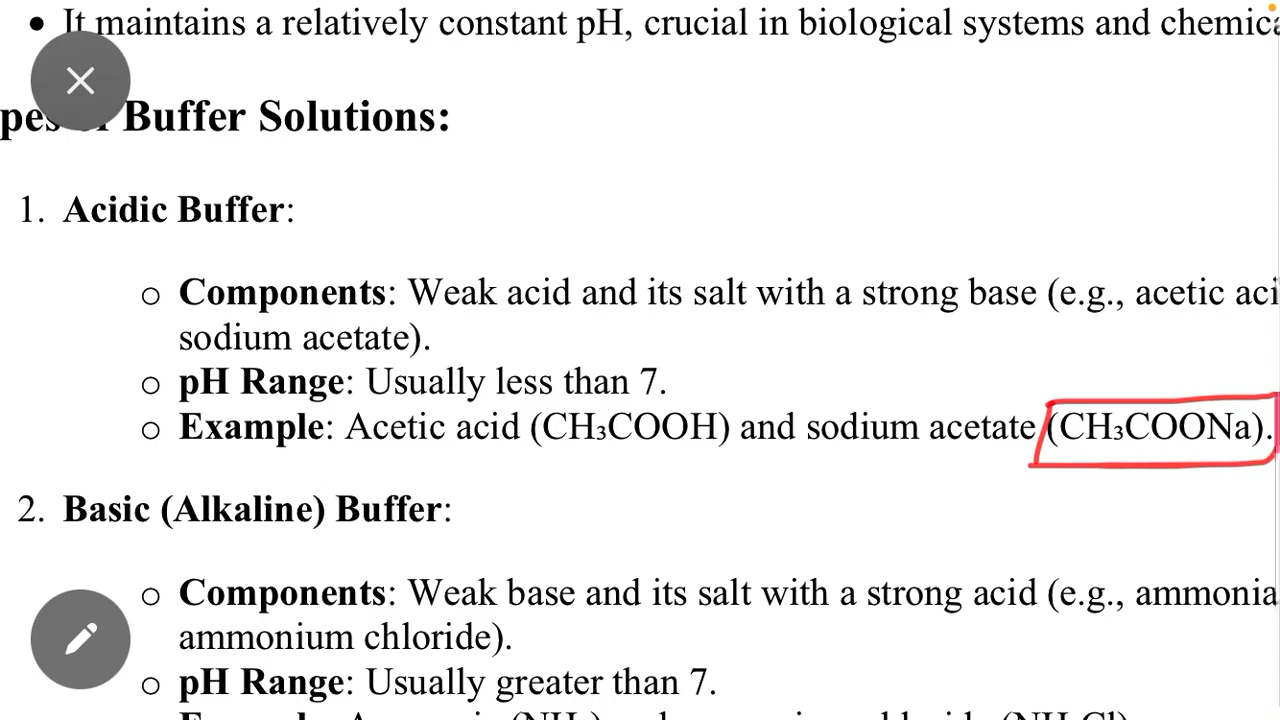 • It maintains a relatively constant pH, crucial in biological systems and
Buffer Solutions:
1. Acidic Buffer:
o Components: Weak acid and its salt with a strong base (e.g., acetic
sodium acetate).
o pH Range: Usually less than 7.
o Example: Acetic acid (CH₃COOH) and sodium acetate (CH₃COONa).
2. Basic (Alkaline) Buffer:
o Components: Weak base and its salt with a strong acid (e.g., ammonia
ammonium chloride).
o pH Range: Usually greater than 7.